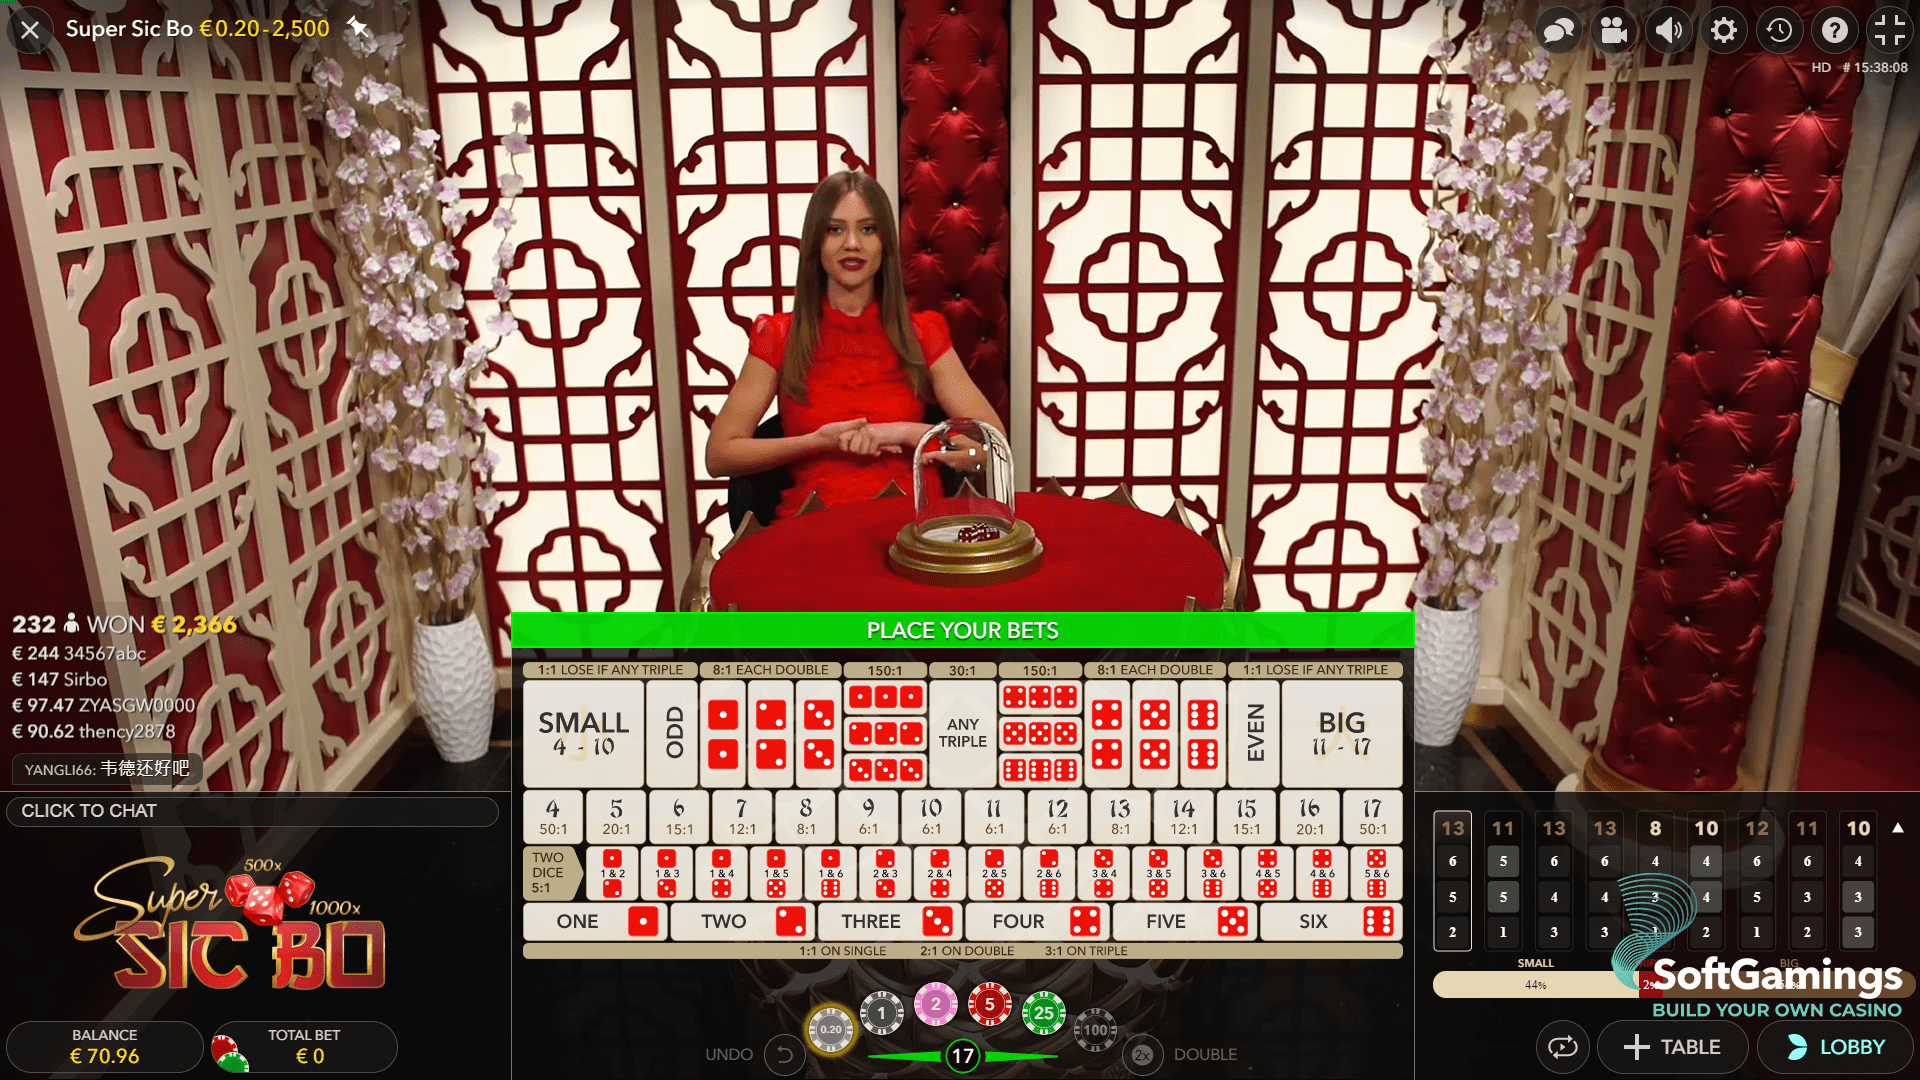 Super Sic Bo €0.20-2,500
HD # 15:38:08
232 WON € 2,366
€ 244 34567abc
€ 147 Sirbo
€ 97.47 ZYASGW0000
€ 90.62 thency2878
YANGLI66: 韦德还好吧
CLICK TO CHAT
Super
500x
1000x
SIC BO
BALANCE
€ 70.96
TOTAL BET
€ 0
PLACE YOUR BETS
1:1 LOSE IF ANY TRIPLE 8:1 EACH DOUBLE 150:1 30:1 150:1 8:1 EACH DOUBLE 1:1 LOSE IF ANY TRIPLE
SMALL
4 - 10
ODD
ANY
TRIPLE
EVEN
BIG
11 - 17
4 5 6 7 8 9 10 11 12 13 14 15 16 17
50:1 20:1 15:1 12:1 8:1 6:1 6:1 6:1 6:1 8:1 12:1 15:1 20:1 50:1
TWO
DICE
5:1
1 & 2 1 & 3 1 & 4 1 & 5 1 & 6 2 & 3 2 & 4 2 & 5 2 & 6 3 & 4 3 & 5 3 & 6 4 & 5 4 & 6 5 & 6
ONE TWO THREE FOUR FIVE SIX
1:1 ON SINGLE 2:1 ON DOUBLE 3:1 ON TRIPLE
0.20 1 2 5 25 100
UNDO 17 2x DOUBLE
13 11 13 13 8 10 12 11 10
6 5 6 6 4 4 6 6 4
5 5 4 4 3 4 5 3 3
2 1 3 3 1 2 1 2 3
SMALL BIG
44% 2%
SoftGamings
BUILD YOUR OWN CASINO
TABLE
LOBBY